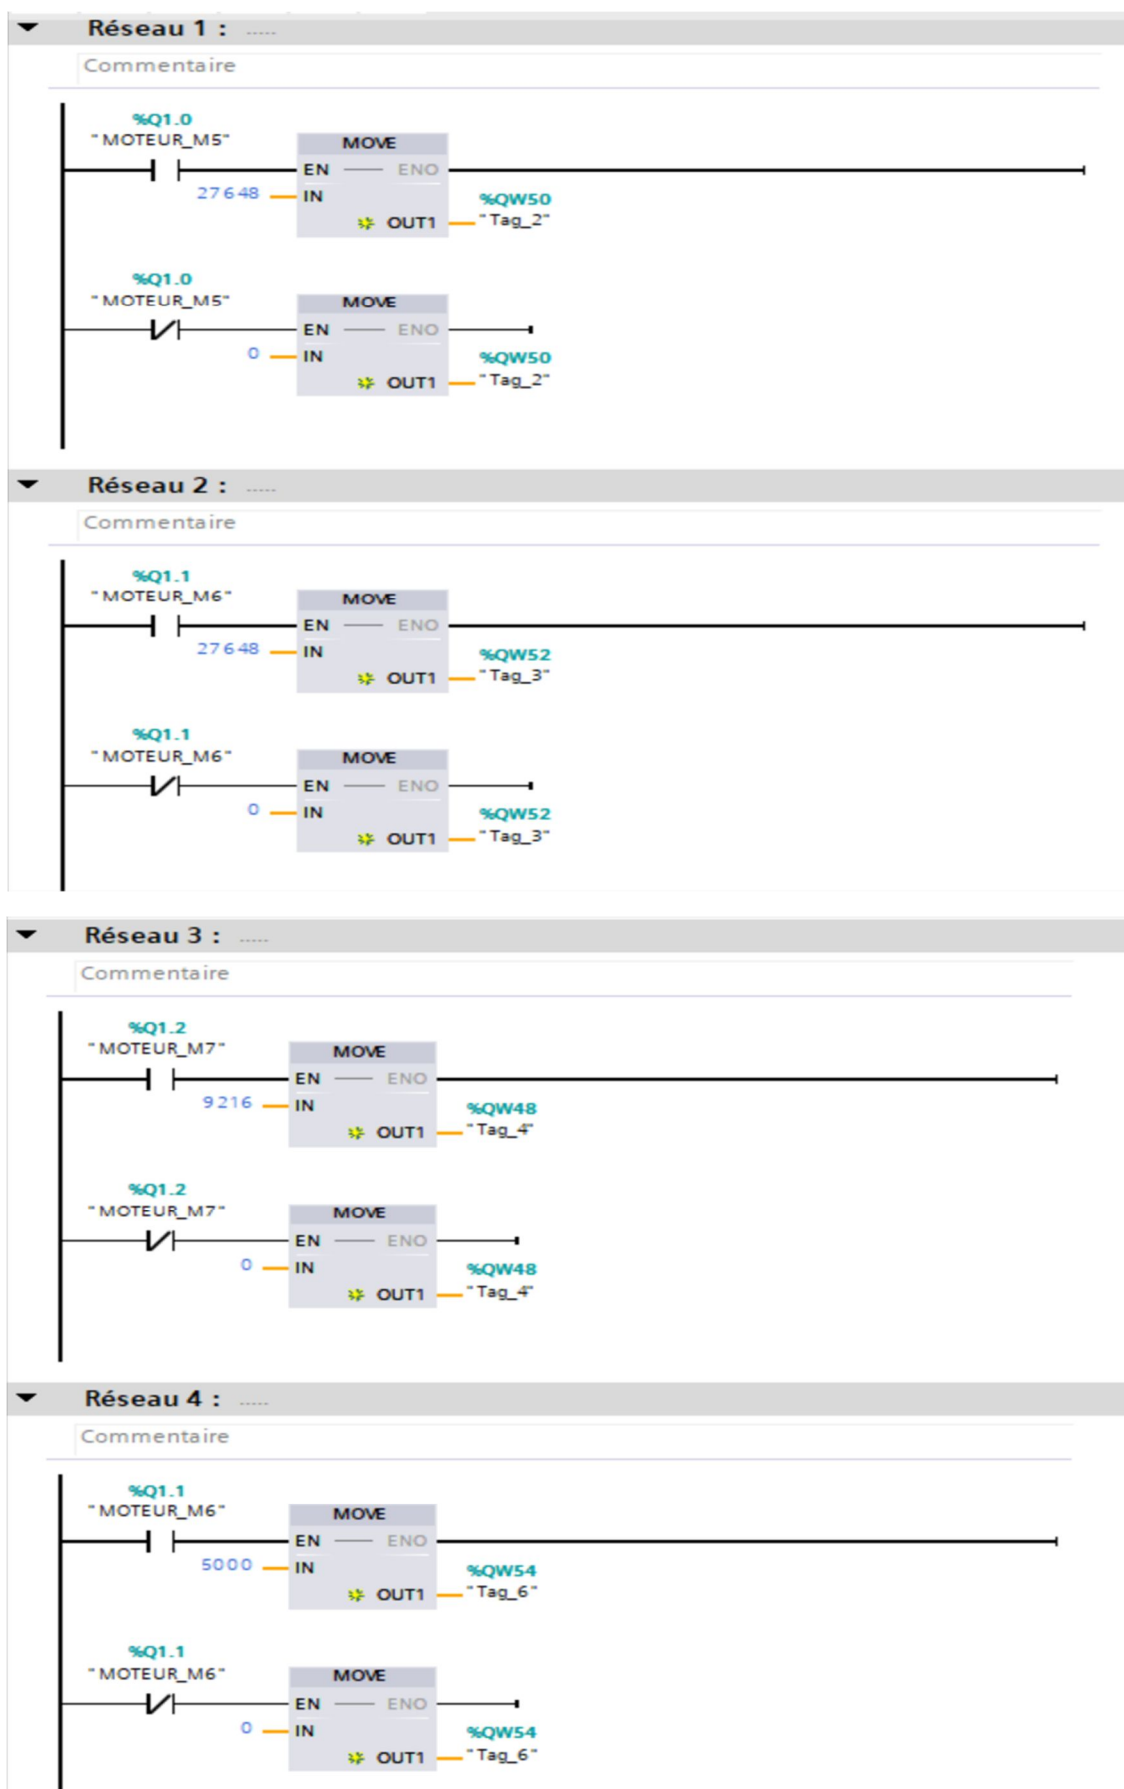 Réseau 1 : .....
Commentaire
%Q1.0
"MOTEUR_M5"
MOVE
EN ENO
27648 IN
%QW50
OUT1 "Tag_2"
%Q1.0
"MOTEUR_M5"
MOVE
EN ENO
0 IN
%QW50
OUT1 "Tag_2"
Réseau 2 : .....
Commentaire
%Q1.1
"MOTEUR_M6"
MOVE
EN ENO
27648 IN
%QW52
OUT1 "Tag_3"
%Q1.1
"MOTEUR_M6"
MOVE
EN ENO
0 IN
%QW52
OUT1 "Tag_3"
Réseau 3 : .....
Commentaire
%Q1.2
"MOTEUR_M7"
MOVE
EN ENO
9216 IN
%QW48
OUT1 "Tag_4"
%Q1.2
"MOTEUR_M7"
MOVE
EN ENO
0 IN
%QW48
OUT1 "Tag_4"
Réseau 4 : .....
Commentaire
%Q1.1
"MOTEUR_M6"
MOVE
EN ENO
5000 IN
%QW54
OUT1 "Tag_6"
%Q1.1
"MOTEUR_M6"
MOVE
EN ENO
0 IN
%QW54
OUT1 "Tag_6"